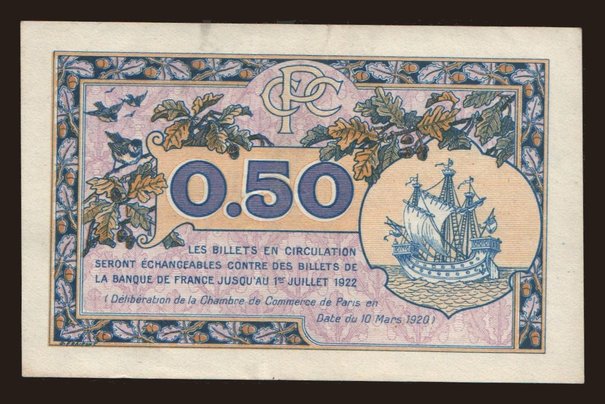 CCP
0.50
LES BILLETS EN CIRCULATION
SERONT ÉCHANGEABLES CONTRE DES BILLETS DE
LA BANQUE DE FRANCE JUSQU'AU 1ER JUILLET 1922
(Délibération de la Chambre de Commerce de Paris en
Date du 10 Mars 1920)